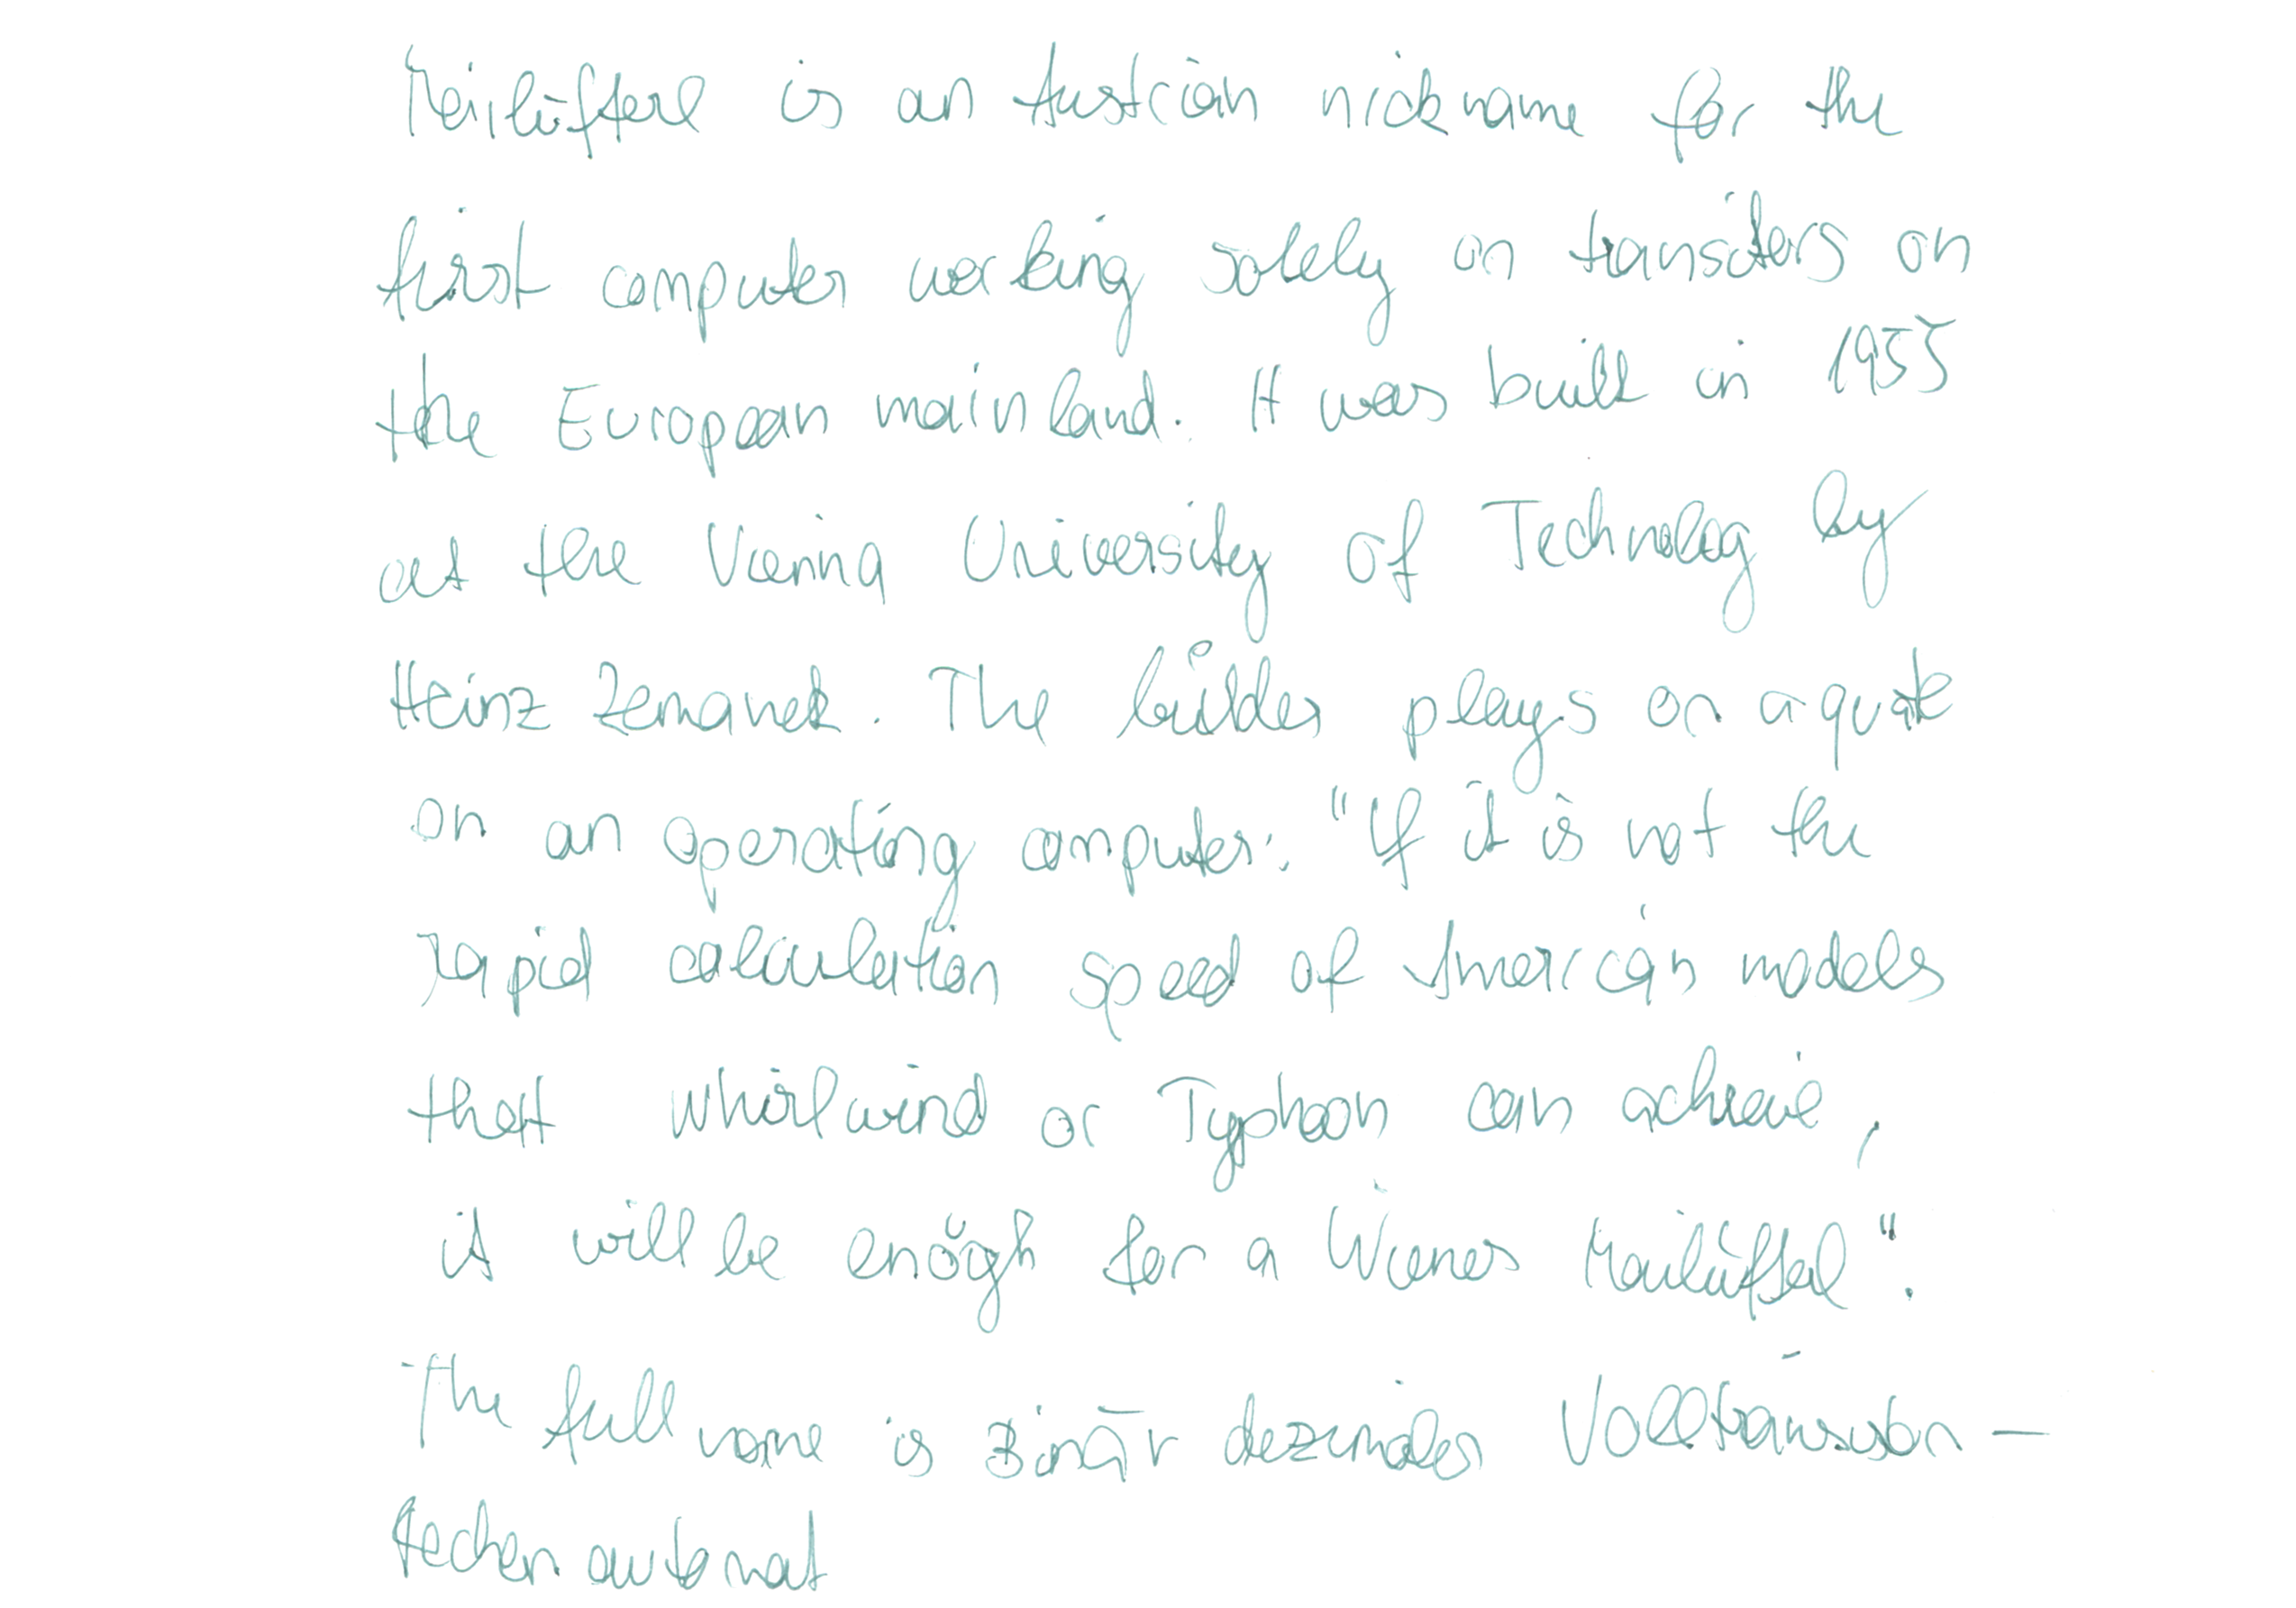 Mailüfterl is an Austrian nickname for the
first computer working solely on transitors on
the European mainland. It was built in 1955
at the Vienna University of Technology by
Heinz Zemanek. The builder plays on a quote
on an operating computer: "If it is not the
rapid calculation speed of American models
that Whirlwind or Typhoon can achieve,
it will be enough for a Wiener Mailüfterl".
The full name is Binär dezimaler Volltransistor-
Rechenautomat